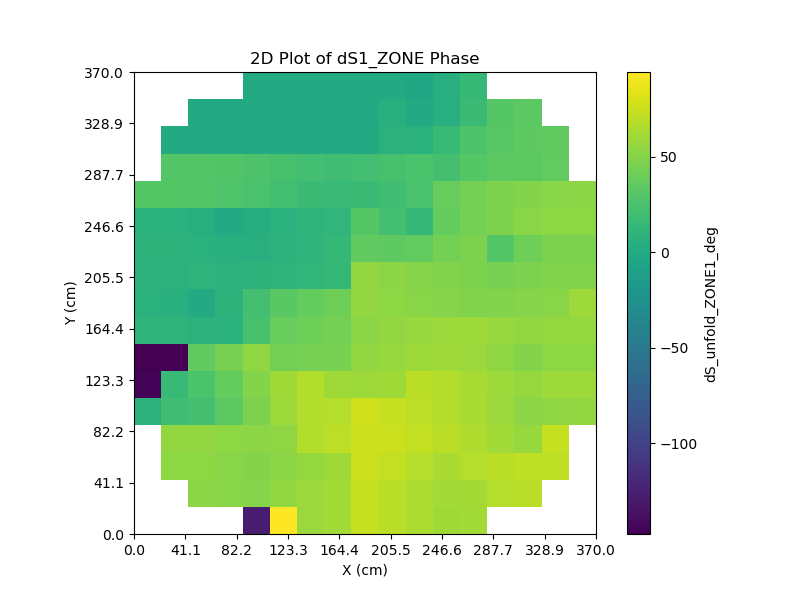 2D Plot of dS1_ZONE Phase
370.0
328.9
287.7
246.6
205.5
164.4
123.3
82.2
41.1
0.0
Y (cm)
0.0 41.1 82.2 123.3 164.4 205.5 246.6 287.7 328.9 370.0
X (cm)
50
0
−50
−100
dS_unfold_ZONE1_deg